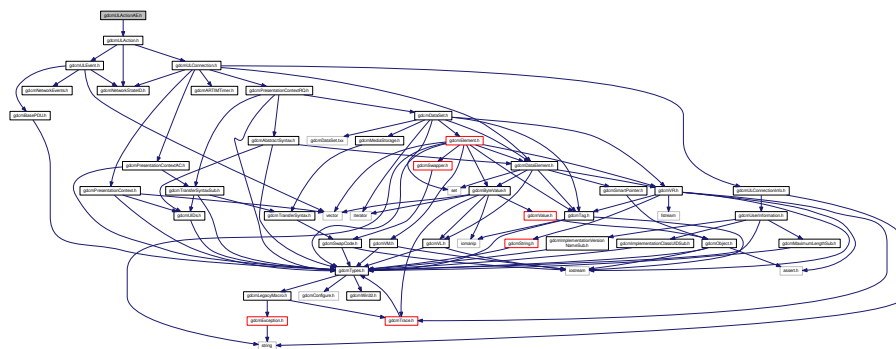 gdcmULActionAE.h
gdcmULAction.h
gdcmULEvent.h
gdcmULConnection.h
gdcmNetworkEvents.h
gdcmNetworkStateID.h
gdcmARTIMTimer.h
gdcmPresentationContextRQ.h
gdcmBasePDU.h
gdcmDataSet.h
gdcmAbstractSyntax.h
gdcmDataSet.txx
gdcmMediaStorage.h
gdcmElement.h
gdcmPresentationContextAC.h
gdcmSwapper.h
gdcmDataElement.h
gdcmPresentationContext.h
gdcmTransferSyntaxSub.h
set
gdcmByteValue.h
gdcmSmartPointer.h
gdcmVR.h
gdcmULConnectionInfo.h
gdcmUIDs.h
gdcmTransferSyntax.h
vector
iterator
gdcmValue.h
gdcmTag.h
fstream
gdcmUserInformation.h
gdcmSwapCode.h
gdcmVM.h
gdcmVL.h
iomanip
gdcmString.h
gdcmImplementationVersion
NameSub.h
gdcmImplementationClassUIDSub.h
gdcmObject.h
gdcmMaximumLengthSub.h
gdcmTypes.h
iostream
assert.h
gdcmLegacyMacro.h
gdcmConfigure.h
gdcmWin32.h
gdcmException.h
gdcmTrace.h
string